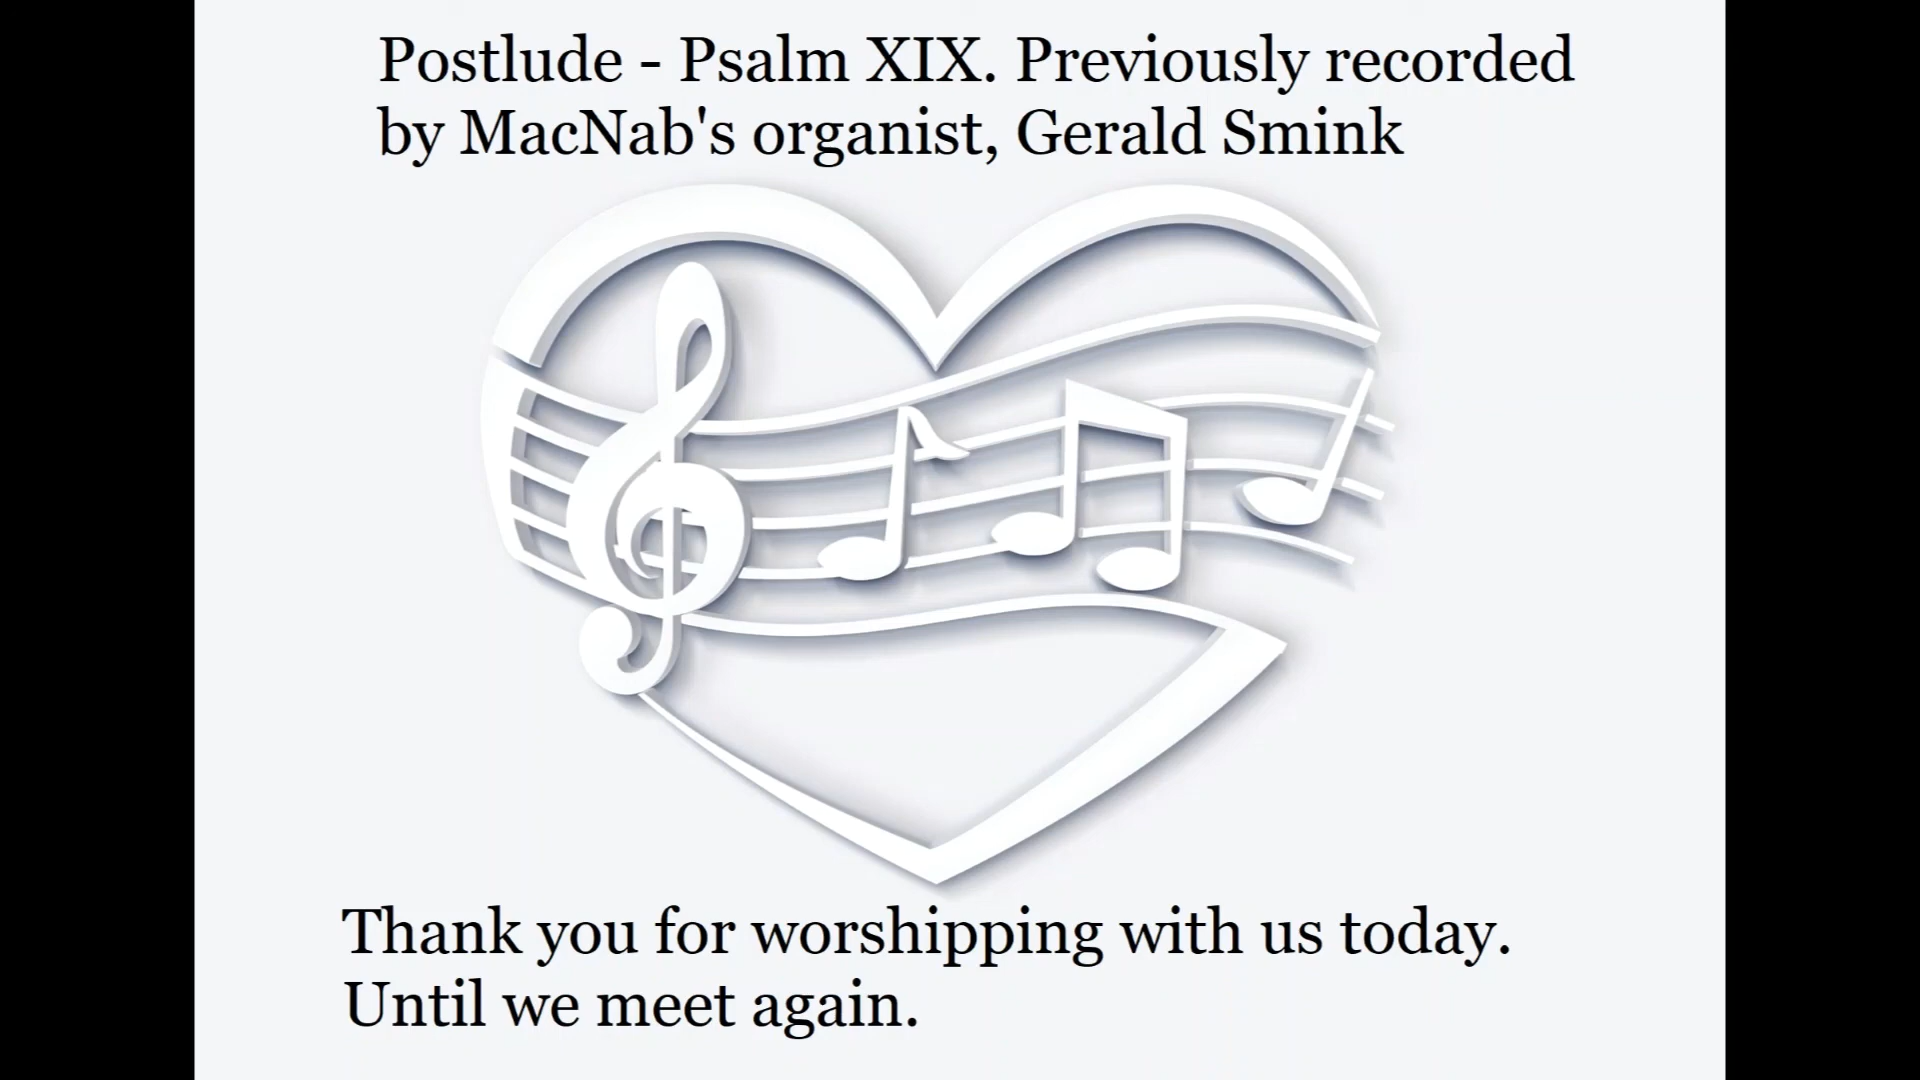 Postlude - Psalm XIX. Previously recorded
by MacNab's organist, Gerald Smink
Thank you for worshipping with us today.
Until we meet again.